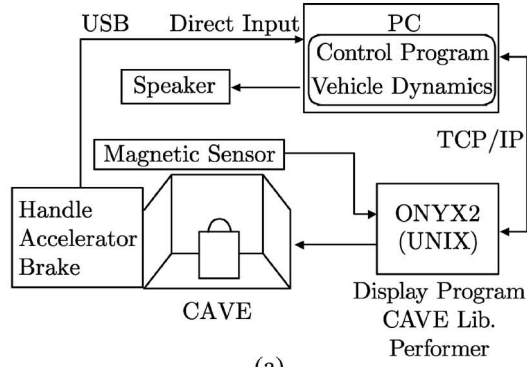 USB Direct Input
PC
Control Program
Vehicle Dynamics
Speaker
TCP/IP
Magnetic Sensor
Handle
Accelerator
Brake
ONYX2
(UNIX)
CAVE
Display Program
CAVE Lib.
Performer
(a)